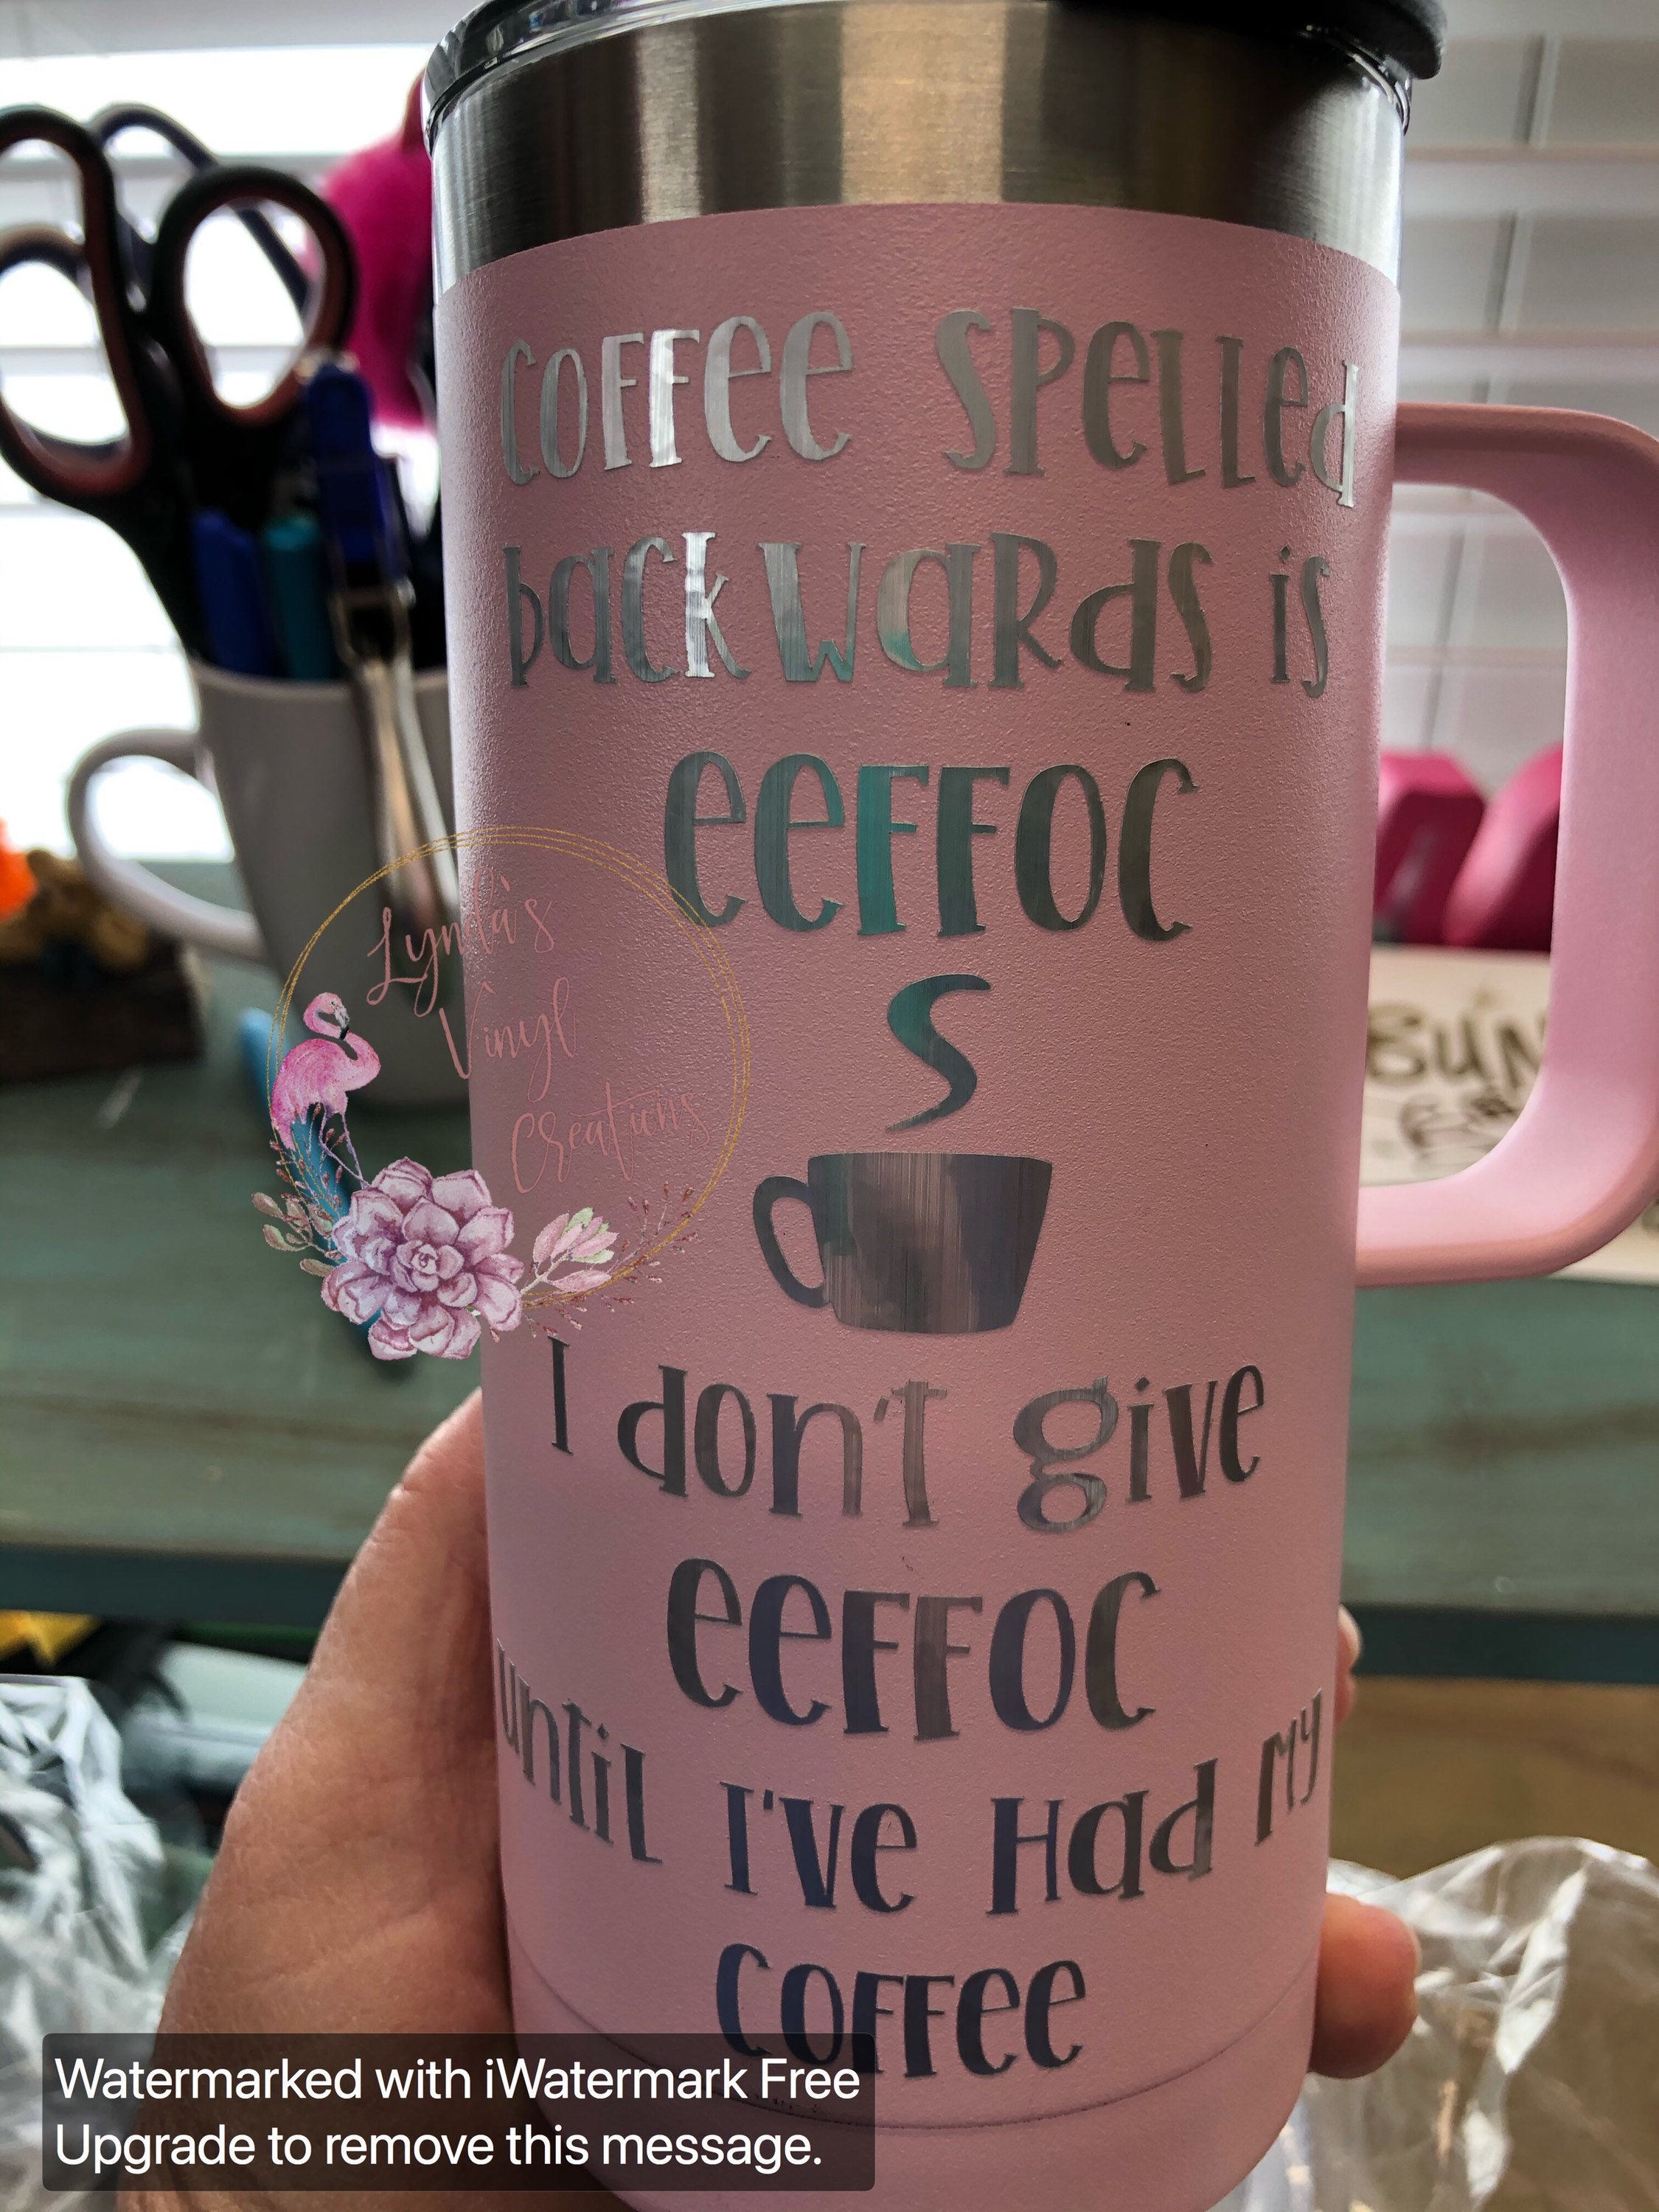 COFFee SPeLLed
backwaRds is
eeFFOC
I don't give
eeFFOC
until I've Had My
COFFee
Lynda's
Vinyl
Creations
Watermarked with iWatermark Free
Upgrade to remove this message.